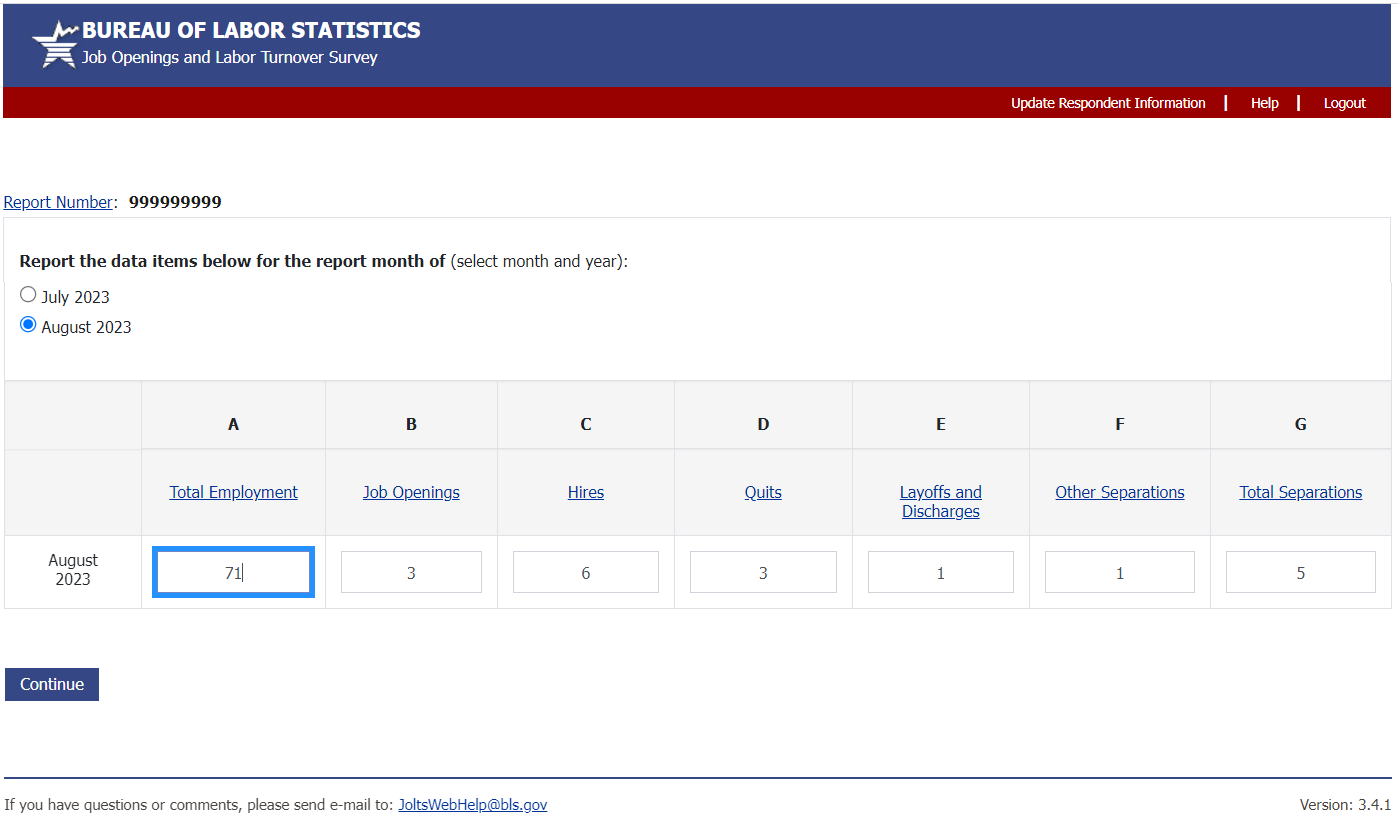 BUREAU OF LABOR STATISTICS
Job Openings and Labor Turnover Survey
Update Respondent Information | Help | Logout
Report Number: 999999999
Report the data items below for the report month of (select month and year):
July 2023
August 2023
A B C D E F G
Total Employment Job Openings Hires Quits Layoffs and Other Separations Total Separations
Discharges
August
2023
71 3 6 3 1 1 5
Continue
If you have questions or comments, please send e-mail to: JoltsWebHelp@bls.gov Version: 3.4.1